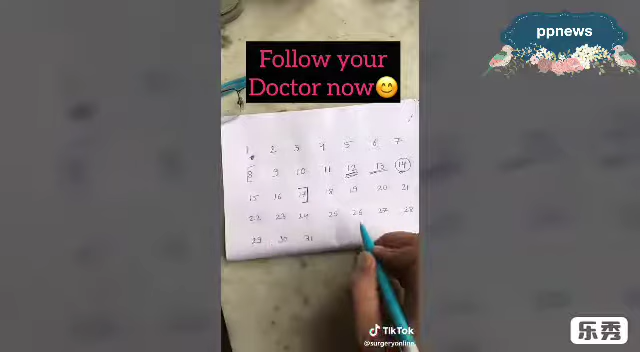 ppnews
Follow your
Doctor now😊
1 2 3 4 5 6 7
8 9 10 11 12 13 14
15 16 17 18 19 20 21
22 23 24 25 26 27 28
29 30 31
TikTok
@surgeryonline
乐秀